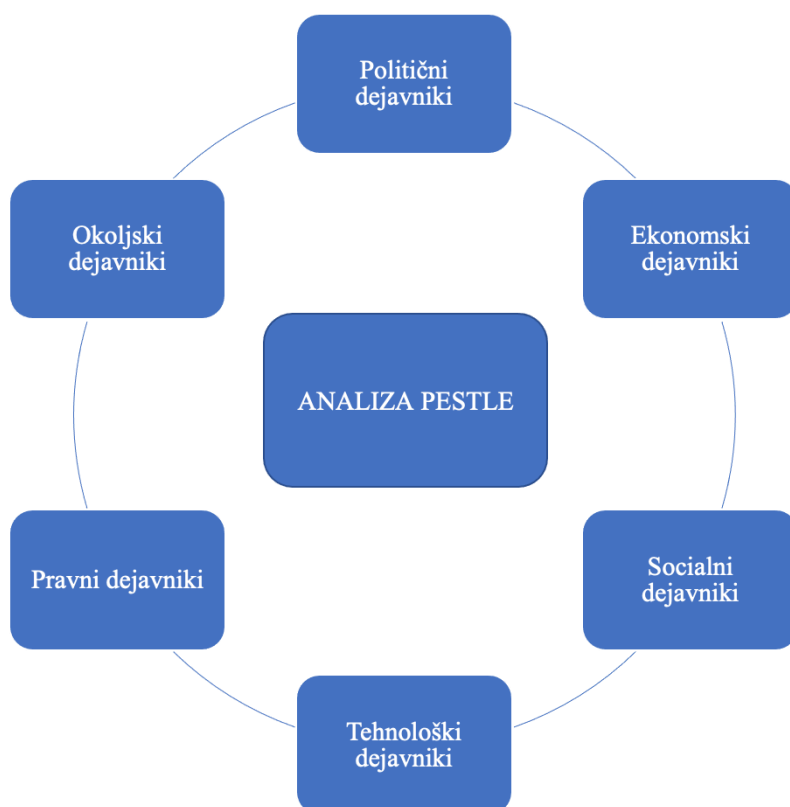 Politični
dejavniki
Okoljski
dejavniki
Ekonomski
dejavniki
ANALIZA PESTLE
Pravni dejavniki
Socialni
dejavniki
Tehnološki
dejavniki